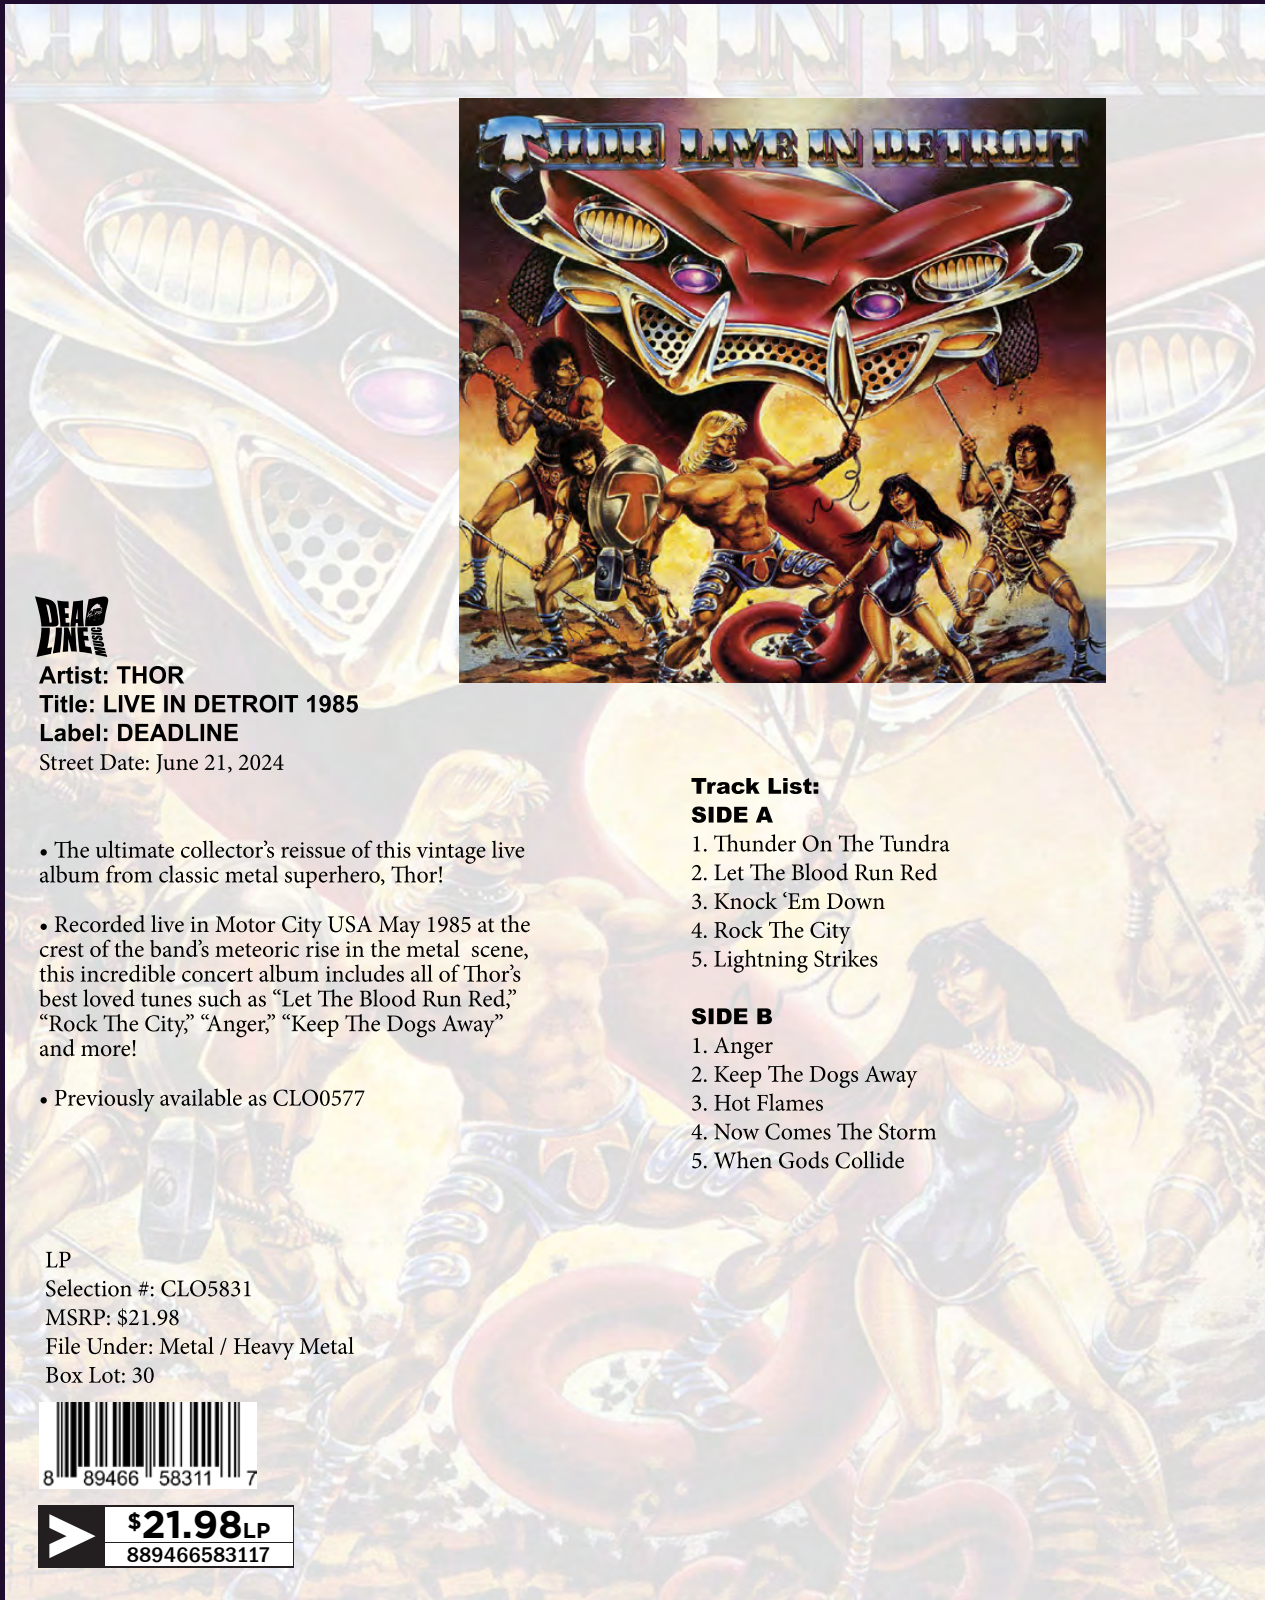 THOR LIVE IN DETROIT
DEAD
LINE
MUSIC
Artist: THOR
Title: LIVE IN DETROIT 1985
Label: DEADLINE
Street Date: June 21, 2024
• The ultimate collector’s reissue of this vintage live
album from classic metal superhero, Thor!
• Recorded live in Motor City USA May 1985 at the
crest of the band’s meteoric rise in the metal  scene,
this incredible concert album includes all of Thor’s
best loved tunes such as “Let The Blood Run Red,”
“Rock The City,” “Anger,” “Keep The Dogs Away”
and more!
• Previously available as CLO0577
Track List:
SIDE A
1. Thunder On The Tundra
2. Let The Blood Run Red
3. Knock ‘Em Down
4. Rock The City
5. Lightning Strikes
SIDE B
1. Anger
2. Keep The Dogs Away
3. Hot Flames
4. Now Comes The Storm
5. When Gods Collide
LP
Selection #: CLO5831
MSRP: $21.98
File Under: Metal / Heavy Metal
Box Lot: 30
8 89466 58311 7
$21.98LP
889466583117